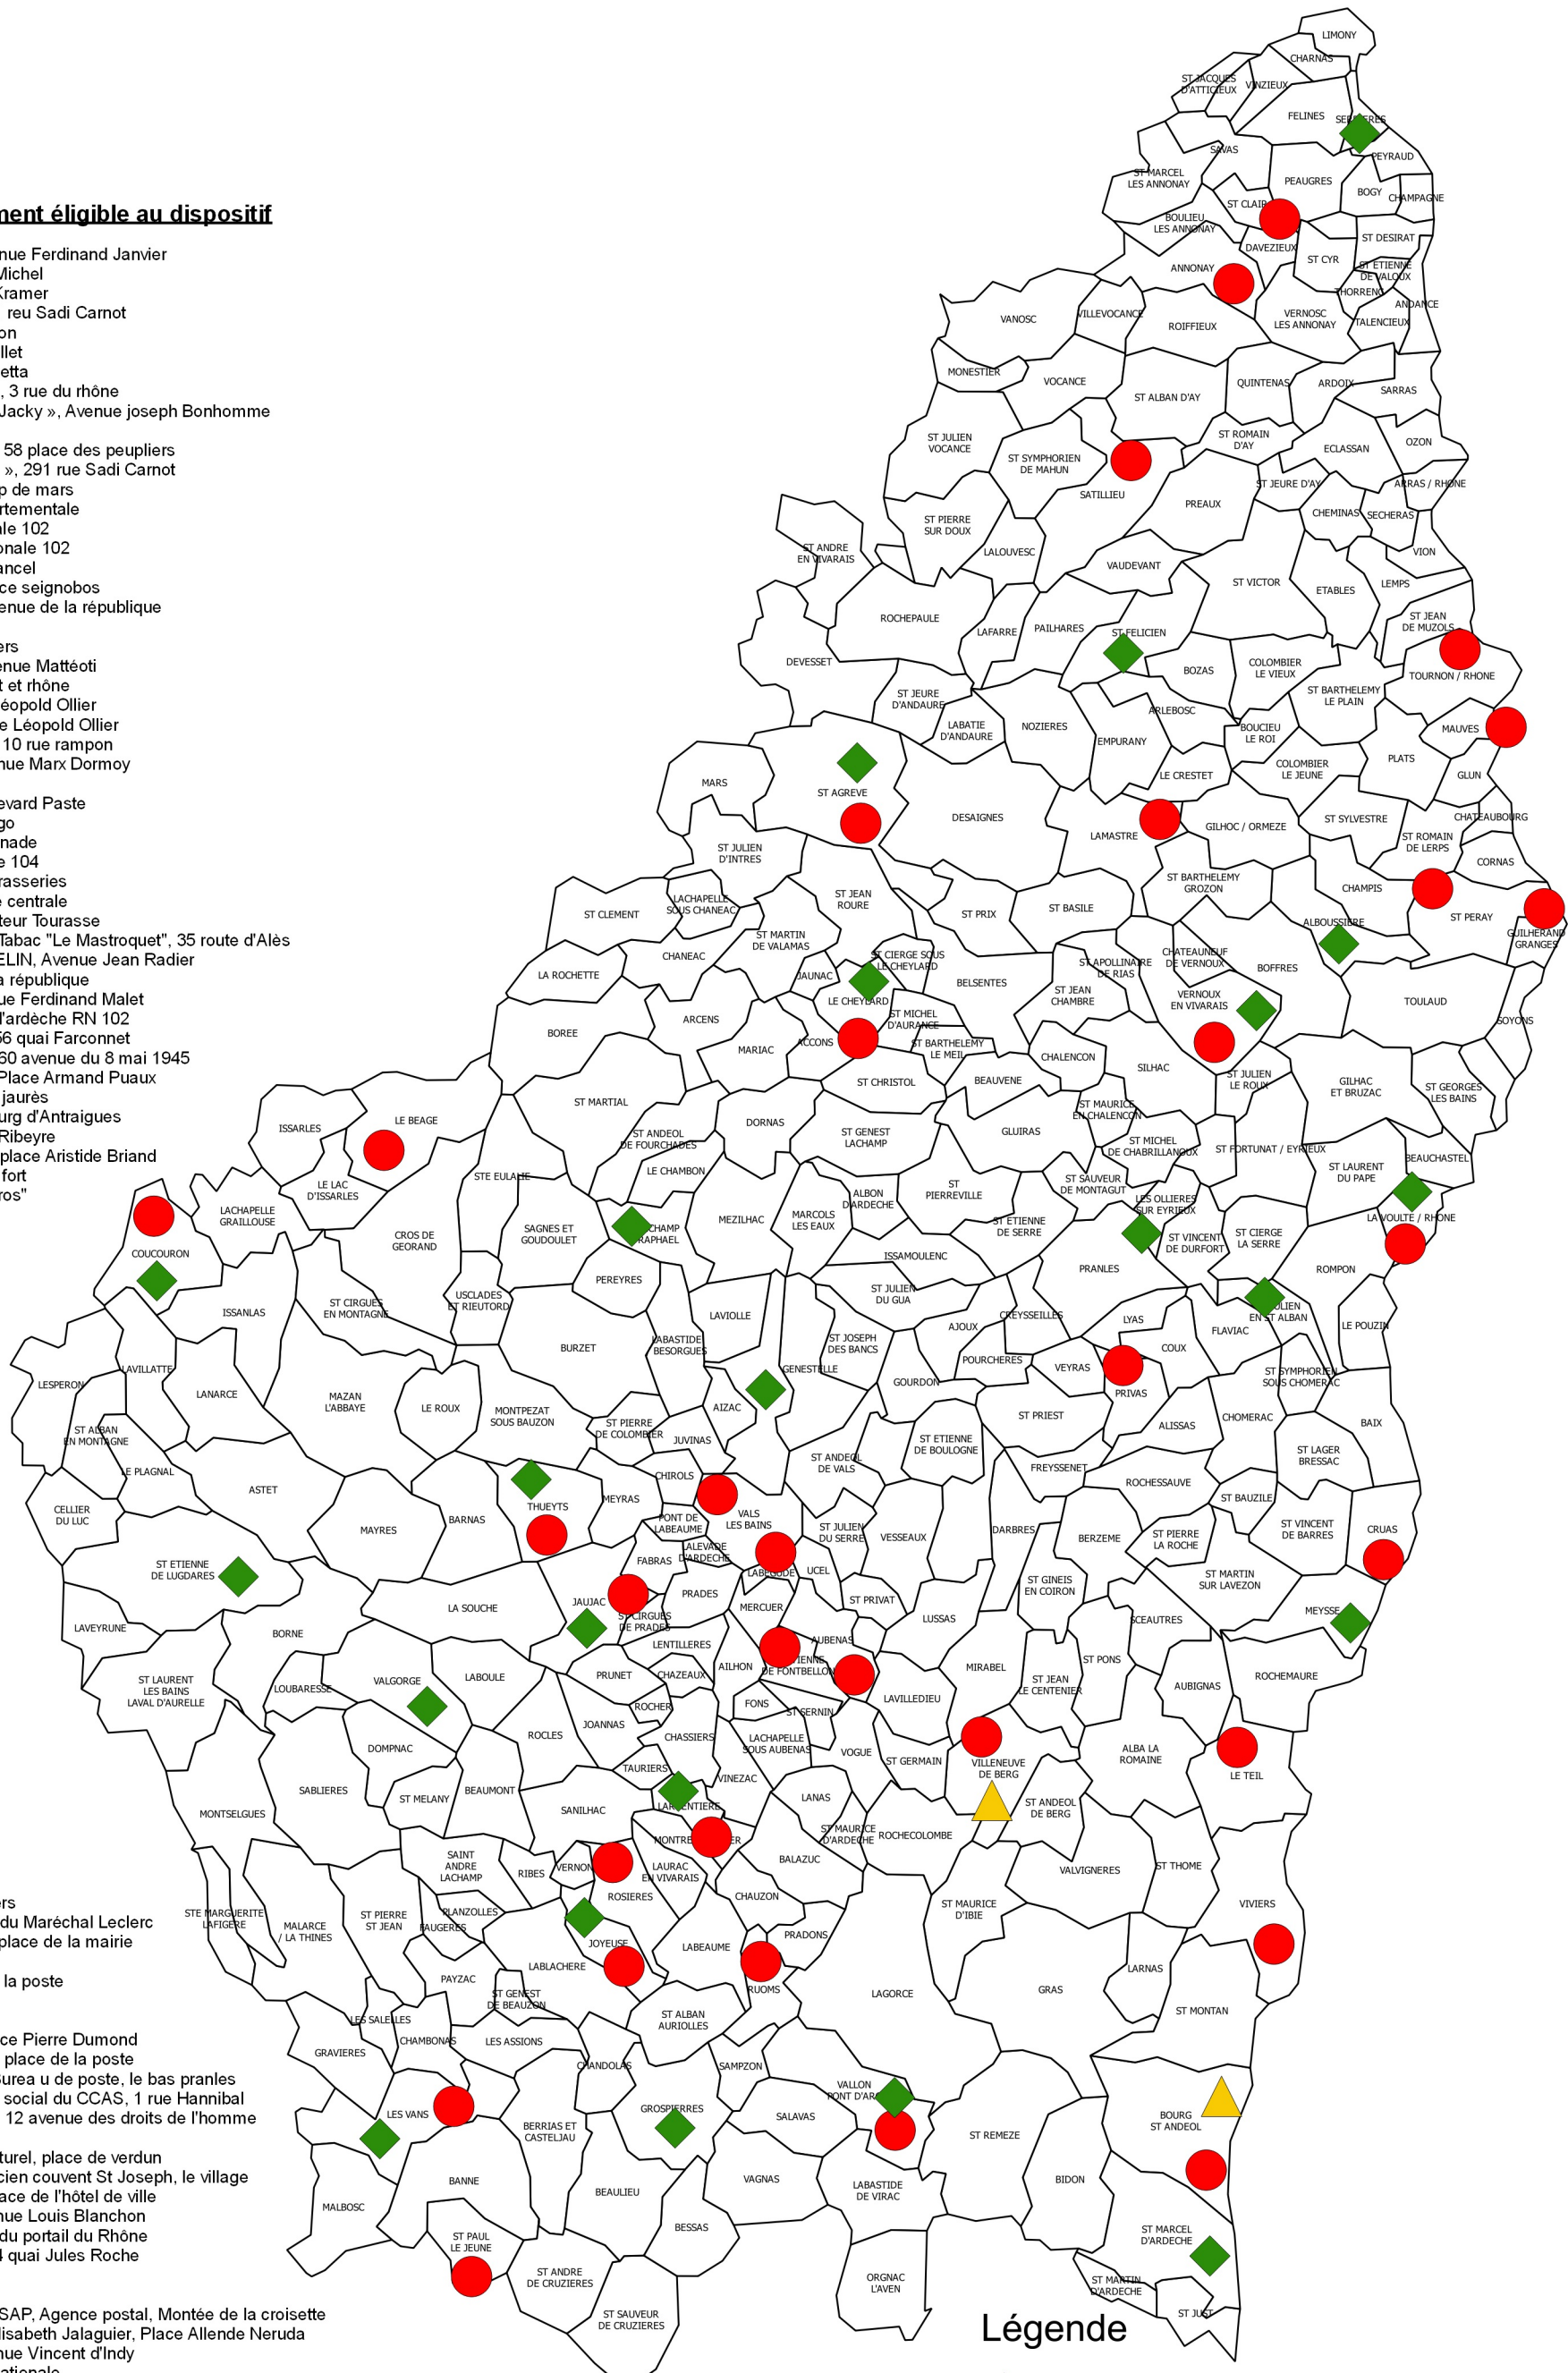 ment éligible au dispositif
nue Ferdinand Janvier
Michel
Kramer
reu Sadi Carnot
on
llet
etta
, 3 rue du rhône
Jacky », Avenue joseph Bonhomme
58 place des peupliers
», 291 rue Sadi Carnot
p de mars
rtementale
ale 102
onale 102
ancel
ce seignobos
enue de la république
ers
enue Mattéoti
t et rhône
éopold Ollier
e Léopold Ollier
10 rue rampon
nue Marx Dormoy
evard Paste
go
nade
e 104
rasseries
e centrale
teur Tourasse
Tabac "Le Mastroquet", 35 route d'Alès
ELIN, Avenue Jean Radier
a république
ue Ferdinand Malet
l'ardèche RN 102
56 quai Farconnet
60 avenue du 8 mai 1945
Place Armand Puaux
jaurès
urg d'Antraigues
Ribeyre
place Aristide Briand
fort
ros"
ers
du Maréchal Leclerc
place de la mairie
la poste
ce Pierre Dumond
place de la poste
Burea u de poste, le bas pranles
social du CCAS, 1 rue Hannibal
12 avenue des droits de l'homme
turel, place de verdun
cien couvent St Joseph, le village
ace de l'hôtel de ville
nue Louis Blanchon
du portail du Rhône
4 quai Jules Roche
SAP, Agence postal, Montée de la croisette
lisabeth Jalaguier, Place Allende Neruda
nue Vincent d'Indy
ationale
LIMONY
CHARNAS
ST JACQUES
D'ATTICIEUX
VINZIEUX
FELINES
PEYRAUD
SAVAS
ST MARCEL
LES ANNONAY
PEAUGRES
BOGY
CHAMPAGNE
ST CLAIR
BOULIEU
LES ANNONAY
DAVEZIEUX
ST DESIRAT
ST CYR
ST ETIENNE
DE VALOUX
ANNONAY
THORRENC
ANDANCE
VANOSC
VILLEVOCANCE
ROIFFIEUX
VERNOSC
LES ANNONAY
TALENCIEUX
MONESTIER
VOCANCE
ST ALBAN D'AY
QUINTENAS
ARDOIX
SARRAS
ST JULIEN
VOCANCE
ST SYMPHORIEN
DE MAHUN
ST ROMAIN
D'AY
ECLASSAN
OZON
SATILLIEU
PREAUX
ST JEURE D'AY
ARRAS / RHONE
CHEMINAS
SECHERAS
ST PIERRE
SUR DOUX
LALOUVESC
ST ANDRE
EN VIVARAIS
VAUDEVANT
ST VICTOR
ETABLES
LEMPS
VION
ROCHEPAULE
LAFARRE
PAILHARES
ST FELICIEN
ST JEAN
DE MUZOLS
DEVESSET
BOZAS
COLOMBIER
LE VIEUX
TOURNON / RHONE
ST JEURE
D'ANDAURE
ST BARTHELEMY
LE PLAIN
ARLEBOSC
LABATIE
D'ANDAURE
NOZIERES
EMPURANY
BOUCIEU
LE ROI
MAUVES
PLATS
GLUN
MARS
ST AGREVE
LE CRESTET
COLOMBIER
LE JEUNE
DESAIGNES
LAMASTRE
GILHOC / ORMEZE
ST SYLVESTRE
CHATEAUBOURG
ST ROMAIN
DE LERPS
CORNAS
ST JULIEN
D'INTRES
ST BARTHELEMY
GROZON
CHAMPIS
ST JEAN
ROURE
ST CLEMENT
LACHAPELLE
SOUS CHANEAC
ST PRIX
ST BASILE
ALBOUSSIERE
ST PERAY
GUILHERAND
GRANGES
ST MARTIN
DE VALAMAS
CHANEAC
LA ROCHETTE
JAUNAC
ST CIERGE SOUS
LE CHEYLARD
BELSENTES
ST APOLLINAIRE
DE RIAS
CHATEAUNEUF
DE VERNOUX
BOFFRES
TOULAUD
ST JEAN
CHAMBRE
VERNOUX
EN VIVARAIS
SOYONS
LE CHEYLARD
ST MICHEL
D'AURANCE
BOREE
ARCENS
MARIAC
ACCONS
ST BARTHELEMY
LE MEIL
CHALENCON
SILHAC
ST JULIEN
LE ROUX
GILHAC
ET BRUZAC
ST GEORGES
LES BAINS
ST CHRISTOL
BEAUVENE
ST MARTIAL
ISSARLES
LE BEAGE
DORNAS
ST GENEST
LACHAMP
GLUIRAS
ST MAURICE
EN CHALENCON
ST MICHEL
DE CHABRILLANOUX
ST FORTUNAT / EYRIEUX
BEAUCHASTEL
ST LAURENT
DU PAPE
ST ANDEOL
DE FOURCHADES
LE CHAMBON
STE EULALIE
LE LAC
D'ISSARLES
ST
PIERREVILLE
ST SAUVEUR
DE MONTAGUT
LES OLLIERES
SUR EYRIEUX
ALBON
D'ARDECHE
MARCOLS
LES EAUX
MEZILHAC
CHAMP
RAPHAEL
LACHAPELLE
GRAILLOUSE
SAGNES ET
GOUDOULET
CROS DE
GEORAND
COUCOURON
ISSAMOULENC
ST ETIENNE
DE SERRE
PRANLES
ST VINCENT
DE DURFORT
ST CIERGE
LA SERRE
LA VOULTE / RHONE
ROMPON
PEREYRES
ST JULIEN
DU GUA
USCLADES
ET RIEUTORD
ISSANLAS
ST CIRGUES
EN MONTAGNE
LAVIOLLE
AJOUX
CREYSSEILLES
LYAS
ULIEN
EN ST ALBAN
FLAVIAC
LE POUZIN
BURZET
LABASTIDE
BESORGUES
ST JOSEPH
DES BANCS
POURCHERES
VEYRAS
COUX
PRIVAS
ST SYMPHORIEN
SOUS CHOMERAC
LESPERON
LAVILLATTE
LANARCE
MAZAN
L'ABBAYE
LE ROUX
MONTPEZAT
SOUS BAUZON
GENESTELLE
GOURDON
AIZAC
ST PIERRE
DE COLOMBIER
JUVINAS
ST PRIEST
ALISSAS
CHOMERAC
BAIX
ST ALBAN
EN MONTAGNE
LE PLAGNAL
ST ETIENNE
DE BOULOGNE
ST ANDEOL
DE VALS
FREYSSENET
ROCHESSAUVE
ST LAGER
BRESSAC
ASTET
CHIROLS
CELLIER
DU LUC
THUEYTS
MEYRAS
MAYRES
BARNAS
PONT DE
LABEAUME
VALS
LES BAINS
ST JULIEN
DU SERRE
VESSEAUX
DARBRES
BERZEME
ST BAUZILE
ST PIERRE
LA ROCHE
ST VINCENT
DE BARRES
CRUAS
LALEVADE
D'ARDECHE
FABRAS
LABEGUDE
UCEL
ST ETIENNE
DE LUGDARES
PRADES
ST GINEIS
EN COIRON
ST MARTIN
SUR LAVEZON
JAUJAC
LA SOUCHE
ST CIRGUES
DE PRADES
MERCUER
ST PRIVAT
LUSSAS
SCEAUTRES
MEYSSE
LAVEYRUNE
BORNE
LENTILLERES
AUBENAS
IENNE
DE FONTBELLON
AILHON
ST LAURENT
LES BAINS
LAVAL D'AURELLE
LOUBARESSE
VALGORGE
LABOULE
PRUNET
CHAZEAUX
MIRABEL
ST JEAN
LE CENTENIER
ST PONS
AUBIGNAS
ROCHEMAURE
ROCHER
FONS
ST SERNIN
LAVILLEDIEU
JOANNAS
ROCLES
CHASSIERS
LACHAPELLE
SOUS AUBENAS
VOGUE
ST GERMAIN
VILLENEUVE
DE BERG
ALBA LA
ROMAINE
LE TEIL
DOMPNAC
TAURIERS
VINEZAC
SABLIERES
ST MELANY
BEAUMONT
SANILHAC
LANAS
ST ANDEOL
DE BERG
MONTSELGUES
ST MAURICE
D'ARDECHE
ROCHECOLOMBE
BALAZUC
SAINT
ANDRE
LACHAMP
RIBES
VERNON
LAURAC
EN VIVARAIS
VALVIGNERES
ST THOME
ROSIERES
CHAUZON
ST MAURICE
D'IBIE
VIVIERS
STE MARGUERITE
LAFIGERE
MALARCE
/ LA THINES
ST PIERRE
ST JEAN
PLANZOLLES
FAUGERES
JOYEUSE
LABEAUME
PRADONS
LABLACHERE
PAYZAC
RUOMS
LARNAS
GRAS
LAGORCE
ST MONTAN
ST GENEST
DE BEAUZON
ST ALBAN
AURIOLLES
LES SALELLES
CHAMBONAS
LES ASSIONS
GRAVIERES
CHANDOLAS
SAMPZON
VALLON
PONT D'ARC
GROSPIERRES
LES VANS
BERRIAS ET
CASTELJAU
SALAVAS
ST REMEZE
BOURG
ST ANDEOL
BANNE
BEAULIEU
VAGNAS
LABASTIDE
DE VIRAC
BIDON
MALBOSC
BESSAS
ST PAUL
LE JEUNE
ST MARCEL
D'ARDECHE
ST ANDRE
DE CRUZIERES
ORGNAC
L'AVEN
ST MARTIN
D'ARDECHE
ST SAUVEUR
DE CRUZIERES
ST JUST
Légende